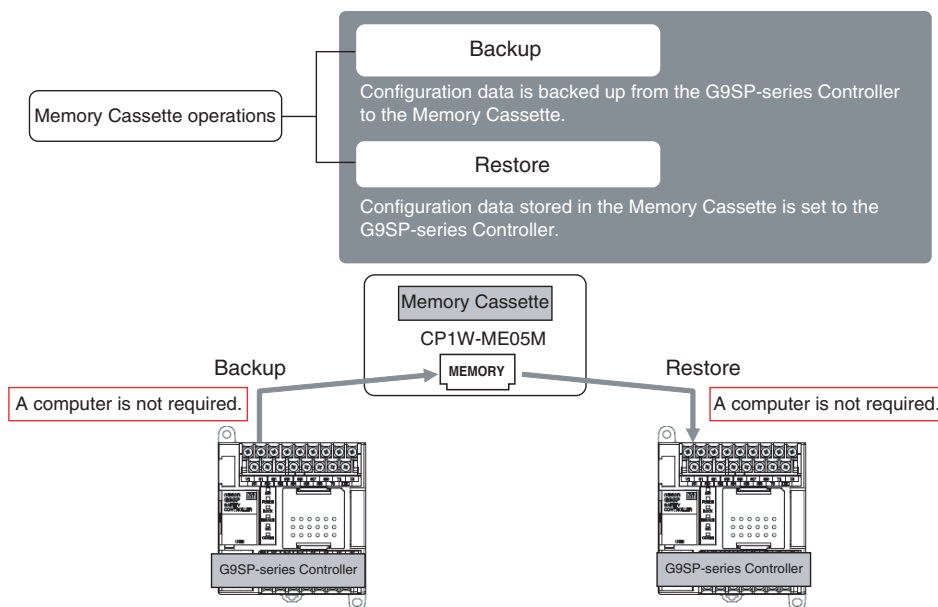 Memory Cassette operations
Backup
Configuration data is backed up from the G9SP-series Controller
to the Memory Cassette.
Restore
Configuration data stored in the Memory Cassette is set to the
G9SP-series Controller.
Memory Cassette
CP1W-ME05M
MEMORY
Backup
Restore
A computer is not required.
A computer is not required.
G9SP-series Controller
G9SP-series Controller